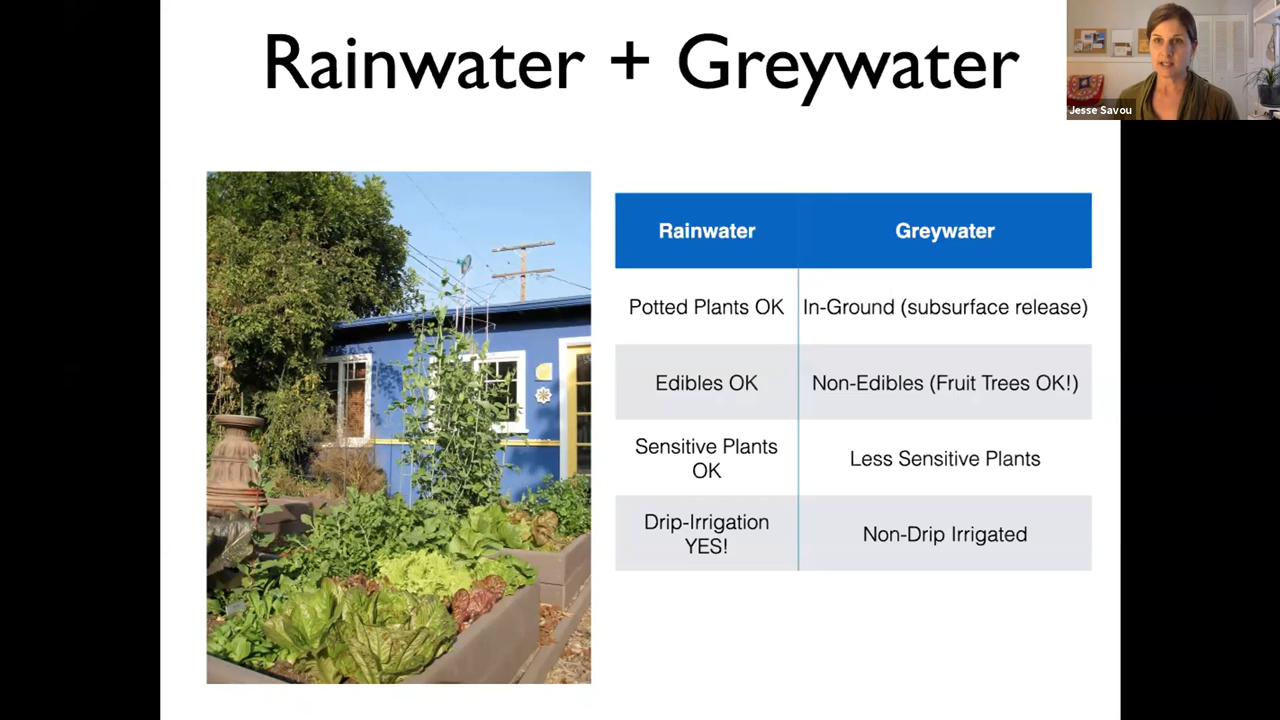 Rainwater + Greywater
Jesse Savou
Rainwater
Greywater
Potted Plants OK
In-Ground (subsurface release)
Edibles OK
Non-Edibles (Fruit Trees OK!)
Sensitive Plants
OK
Less Sensitive Plants
Drip-Irrigation
YES!
Non-Drip Irrigated